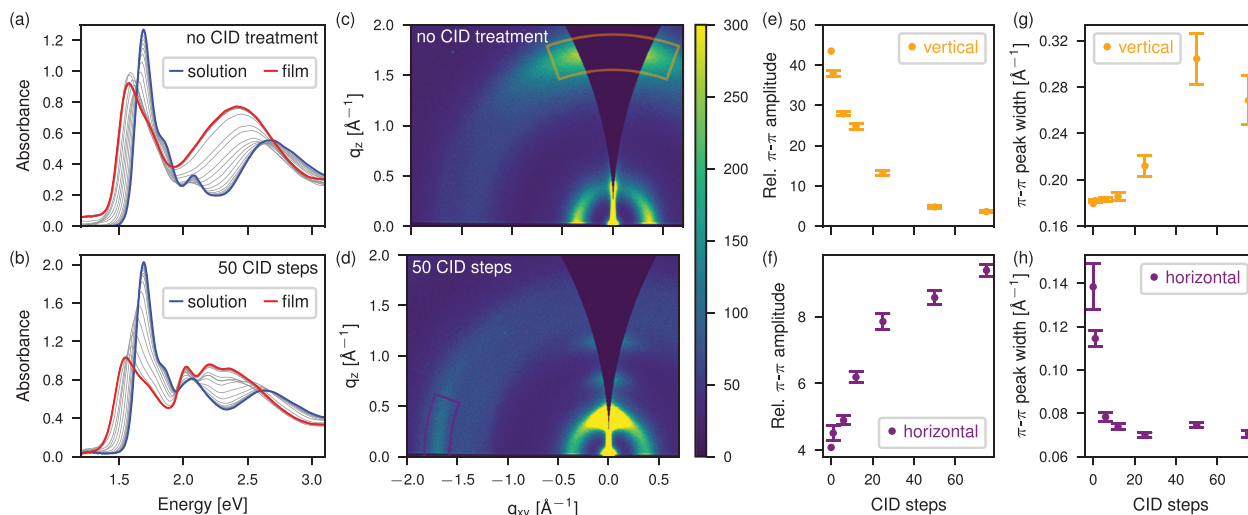 (a)
no CID treatment
solution
film
Absorbance
0.0
0.2
0.4
0.6
0.8
1.0
1.2
(b)
50 CID steps
solution
film
Absorbance
0.0
0.4
0.8
1.2
1.6
2.0
1.5
2.0
2.5
3.0
Energy [eV]
(c)
no CID treatment
q_z [Å⁻¹]
0.0
0.5
1.0
1.5
2.0
(d)
50 CID steps
q_z [Å⁻¹]
0.0
0.5
1.0
1.5
2.0
−2.0
−1.5
−1.0
−0.5
0.0
0.5
q_xy [Å⁻¹]
300
250
200
150
100
50
0
(e)
vertical
Rel. π-π amplitude
0
10
20
30
40
50
(f)
horizontal
Rel. π-π amplitude
4
6
8
0
20
40
60
CID steps
(g)
vertical
π-π peak width [Å⁻¹]
0.16
0.20
0.24
0.28
0.32
(h)
horizontal
π-π peak width [Å⁻¹]
0.06
0.08
0.10
0.12
0.14
0
20
40
60
CID steps